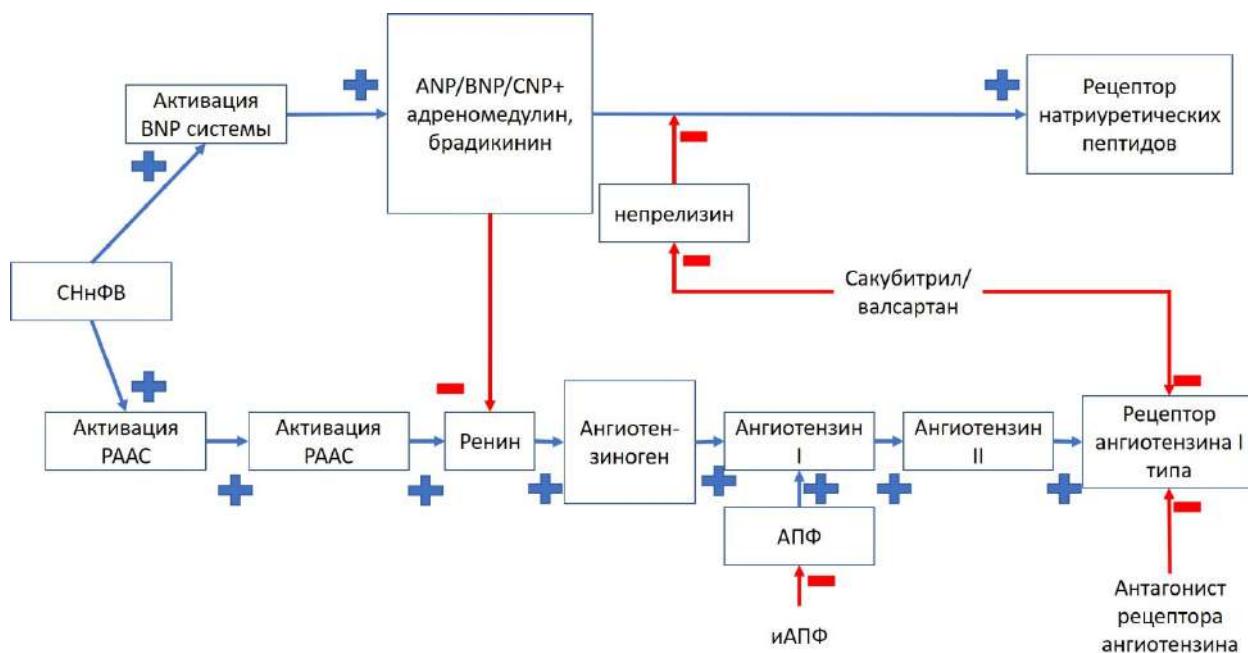 ANP/BNP/CNP+
адреномедулин,
брадикинин
Рецептор
натриуретических
пептидов
Активация
BNP системы
непрелизин
СНнФВ
Сакубитрил/
валсартан
Активация
РААС
Активация
РААС
Ренин
Ангиотен-
зиноген
Ангиотензин
I
Ангиотензин
II
Рецептор
ангиотензина I
типа
АПФ
иАПФ
Антагонист
рецептора
ангиотензина